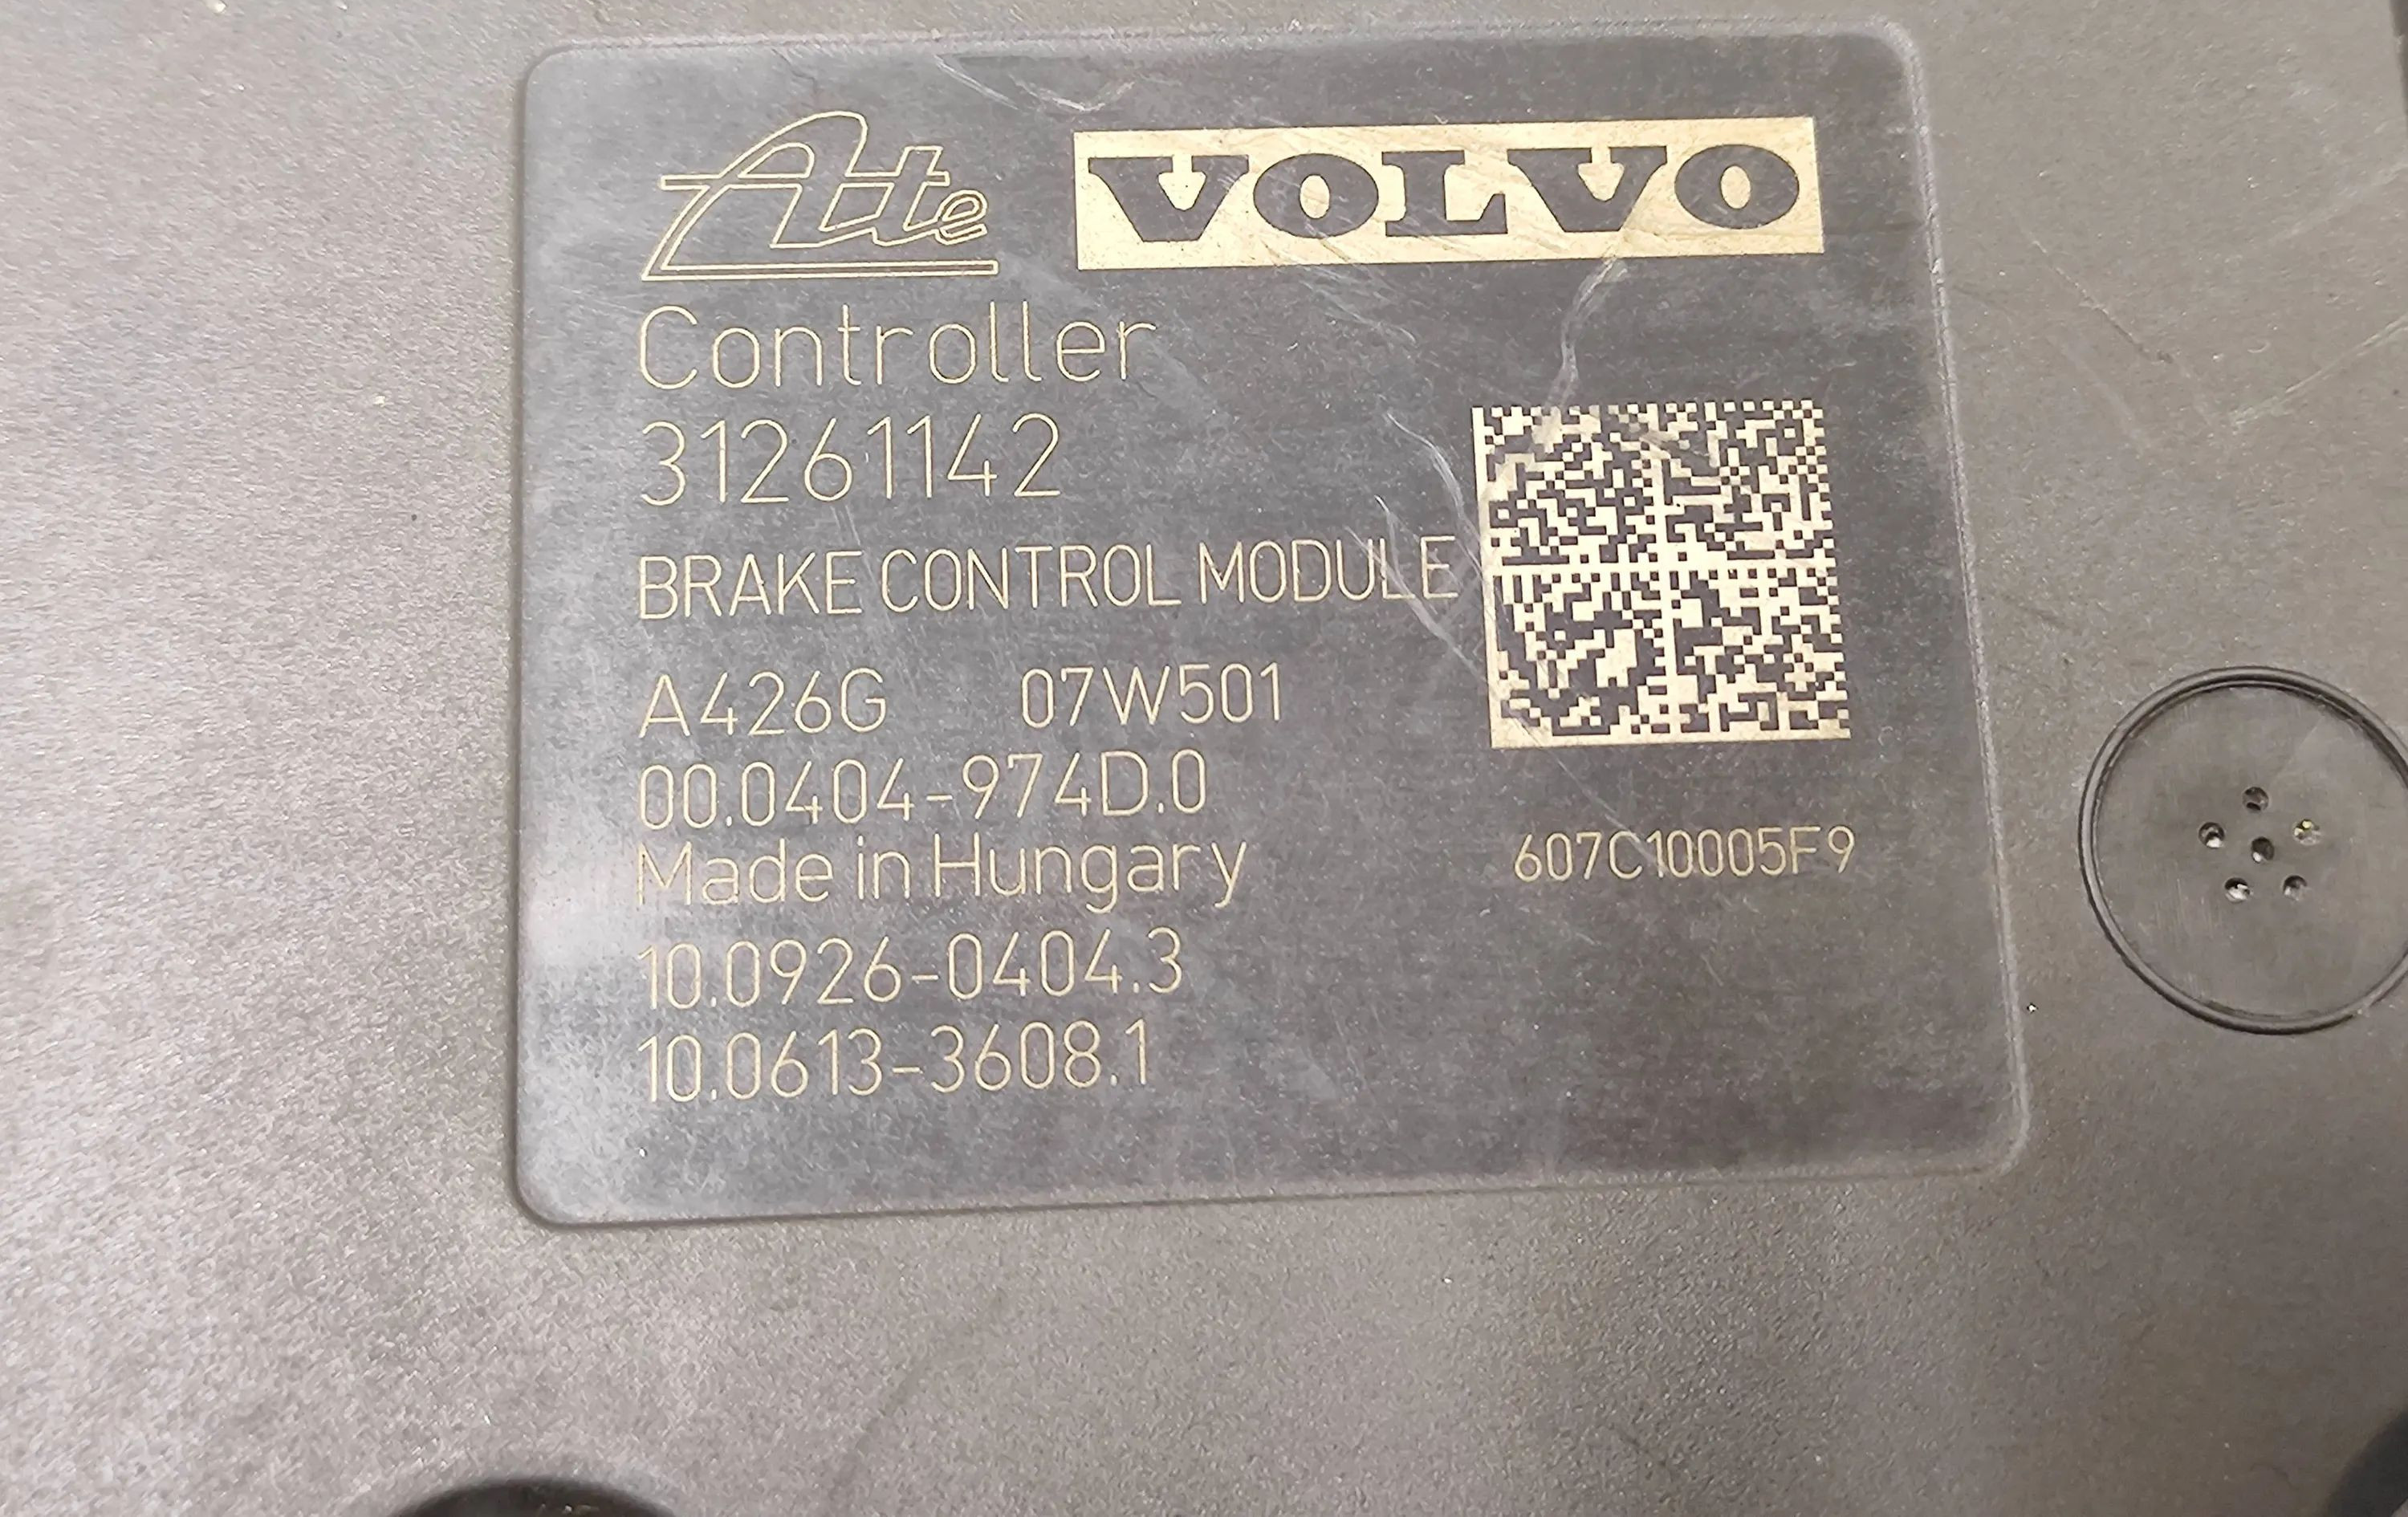 Ate VOLVO
Controller
31261142
BRAKE CONTROL MODULE
A426G 07W501
00.0404-974D.0
Made in Hungary
607C10005F9
10.0926-0404.3
10.0613-3608.1